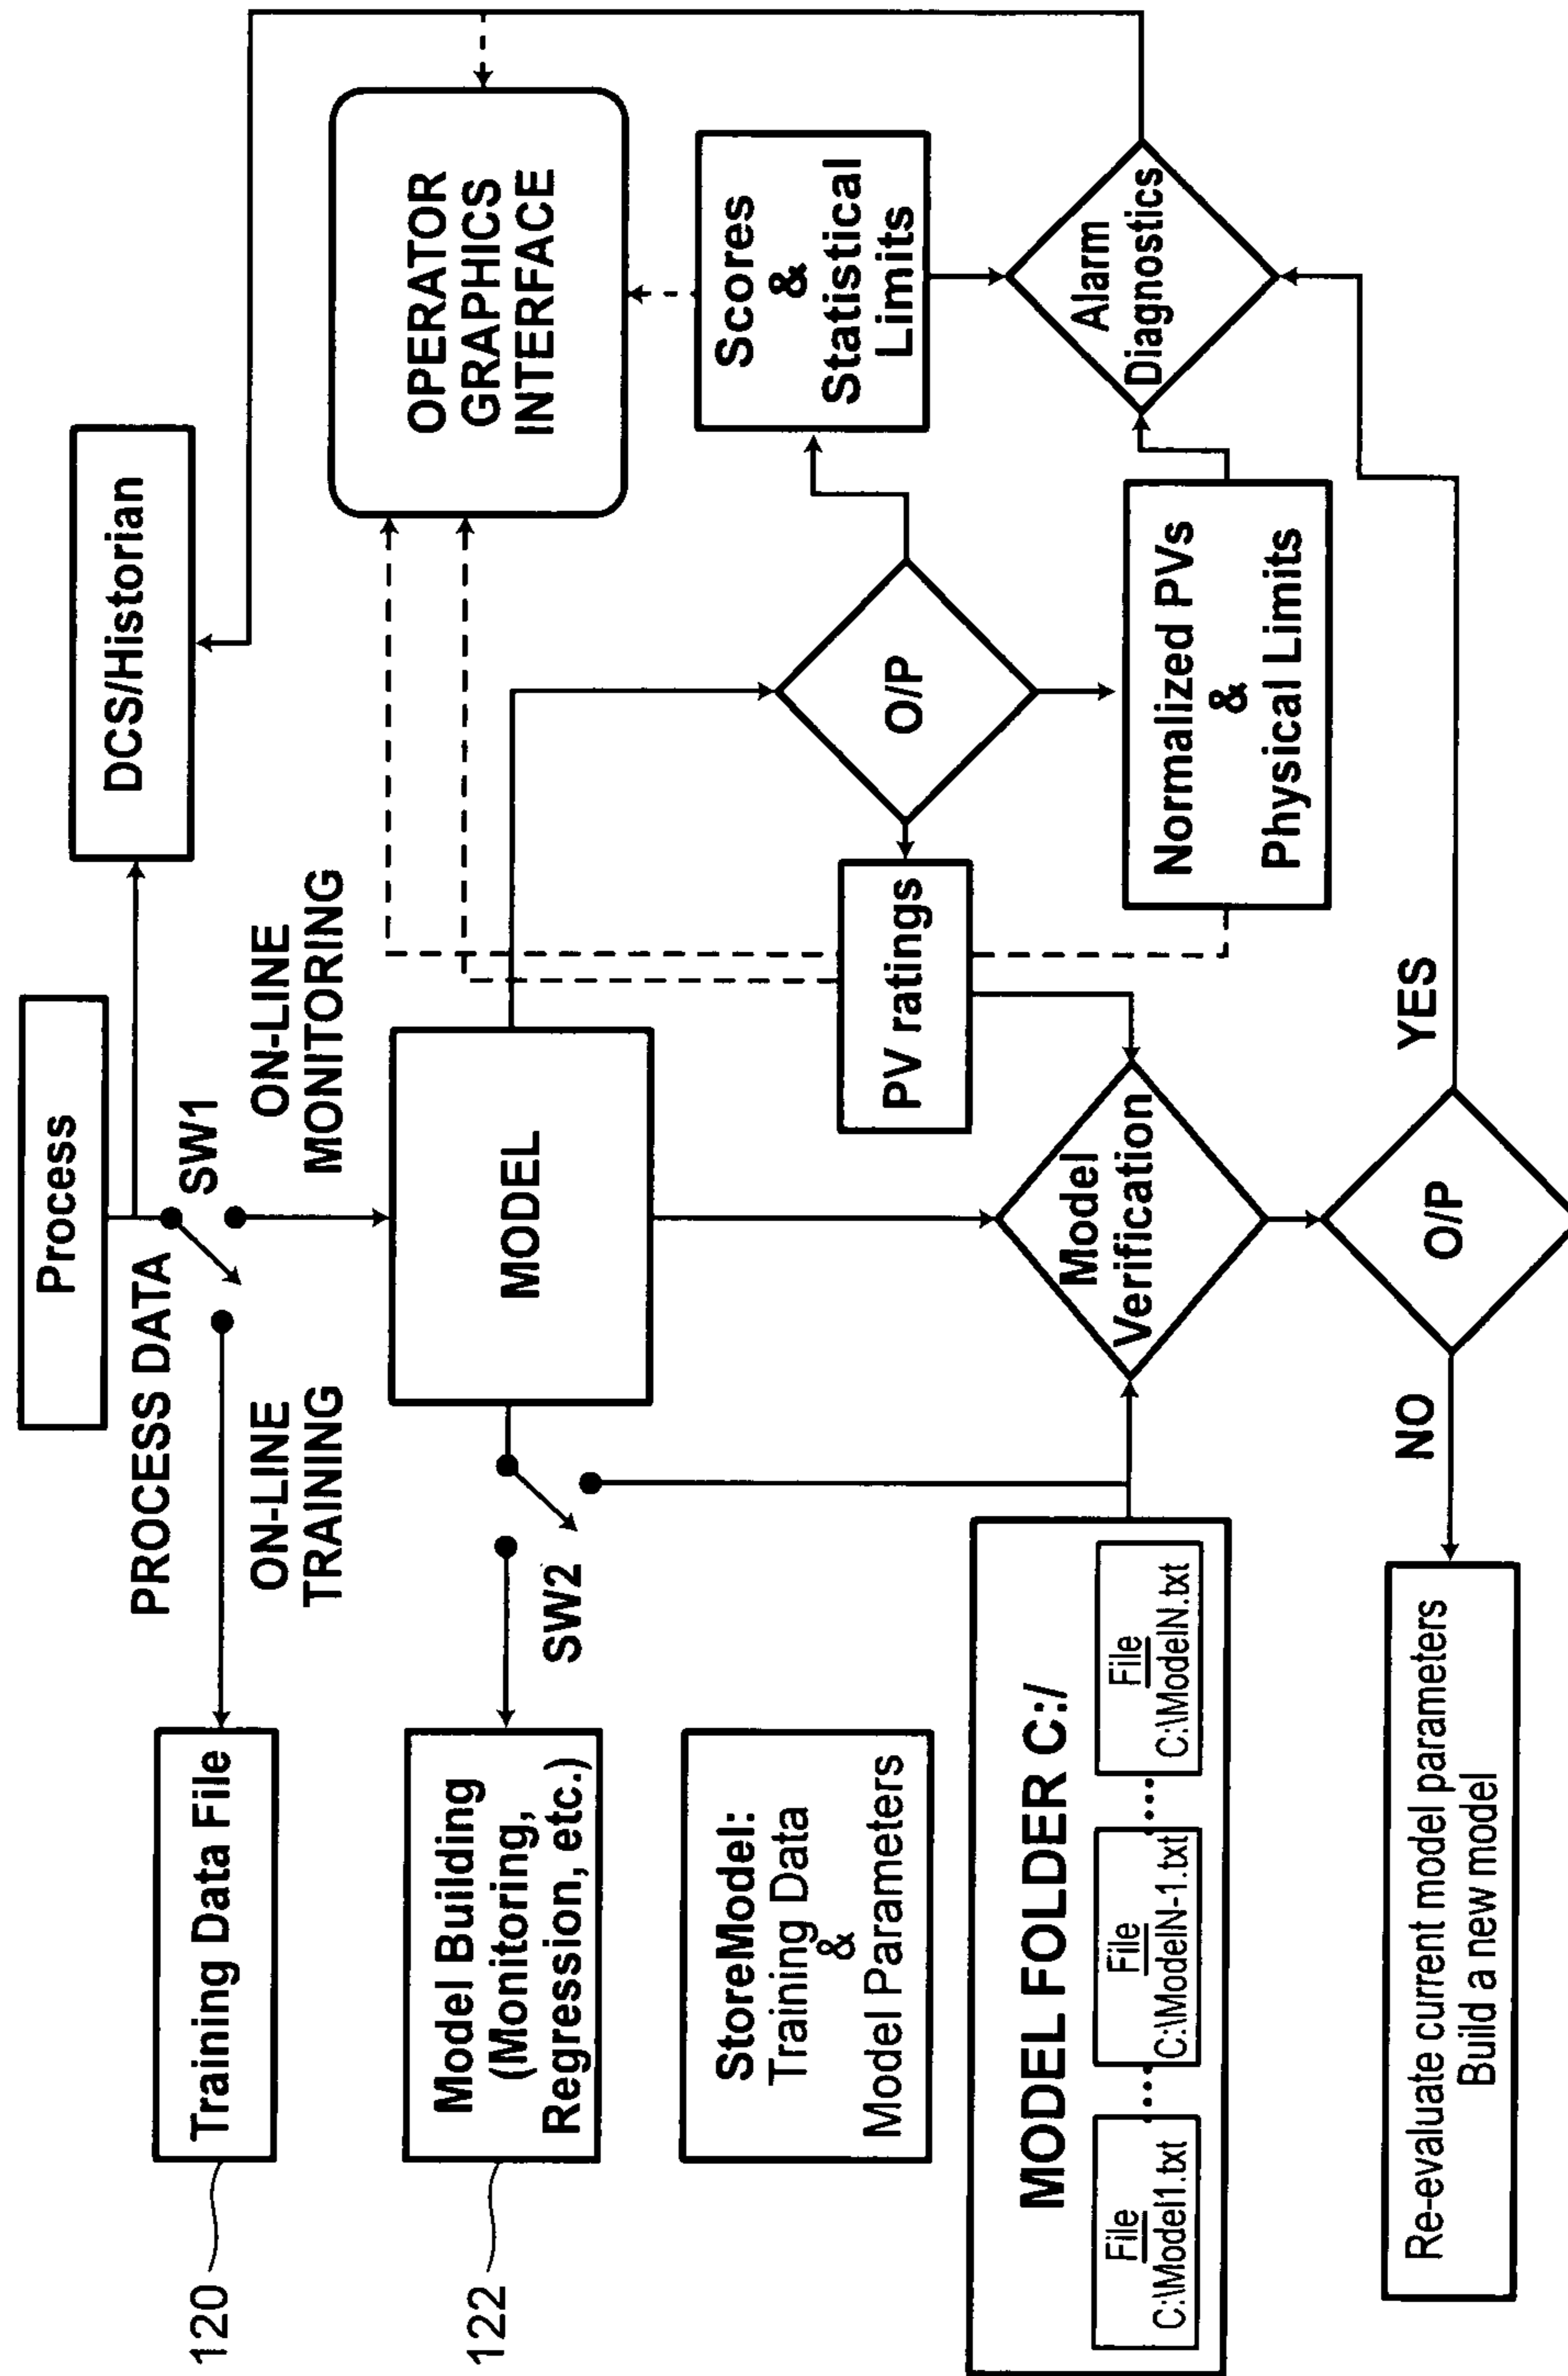 Process
PROCESS DATA
SW1
DCS/Historian
ON-LINE
TRAINING
ON-LINE
MONITORING
120
Training Data File
122
Model Building
(Monitoring,
Regression, etc.)
SW2
MODEL
OPERATOR
GRAPHICS
INTERFACE
StoreModel:
Training Data
&
Model Parameters
PV ratings
O/P
Scores
&
Statistical
Limits
MODEL FOLDER C:/
File
C:\Model1.txt
.....
File
C:\ModelN-1.txt
.....
File
C:\ModelN.txt
Model
Verification
Normalized PVs
&
Physical Limits
Alarm
Diagnostics
NO
O/P
YES
Re-evaluate current model parameters
Build a new model